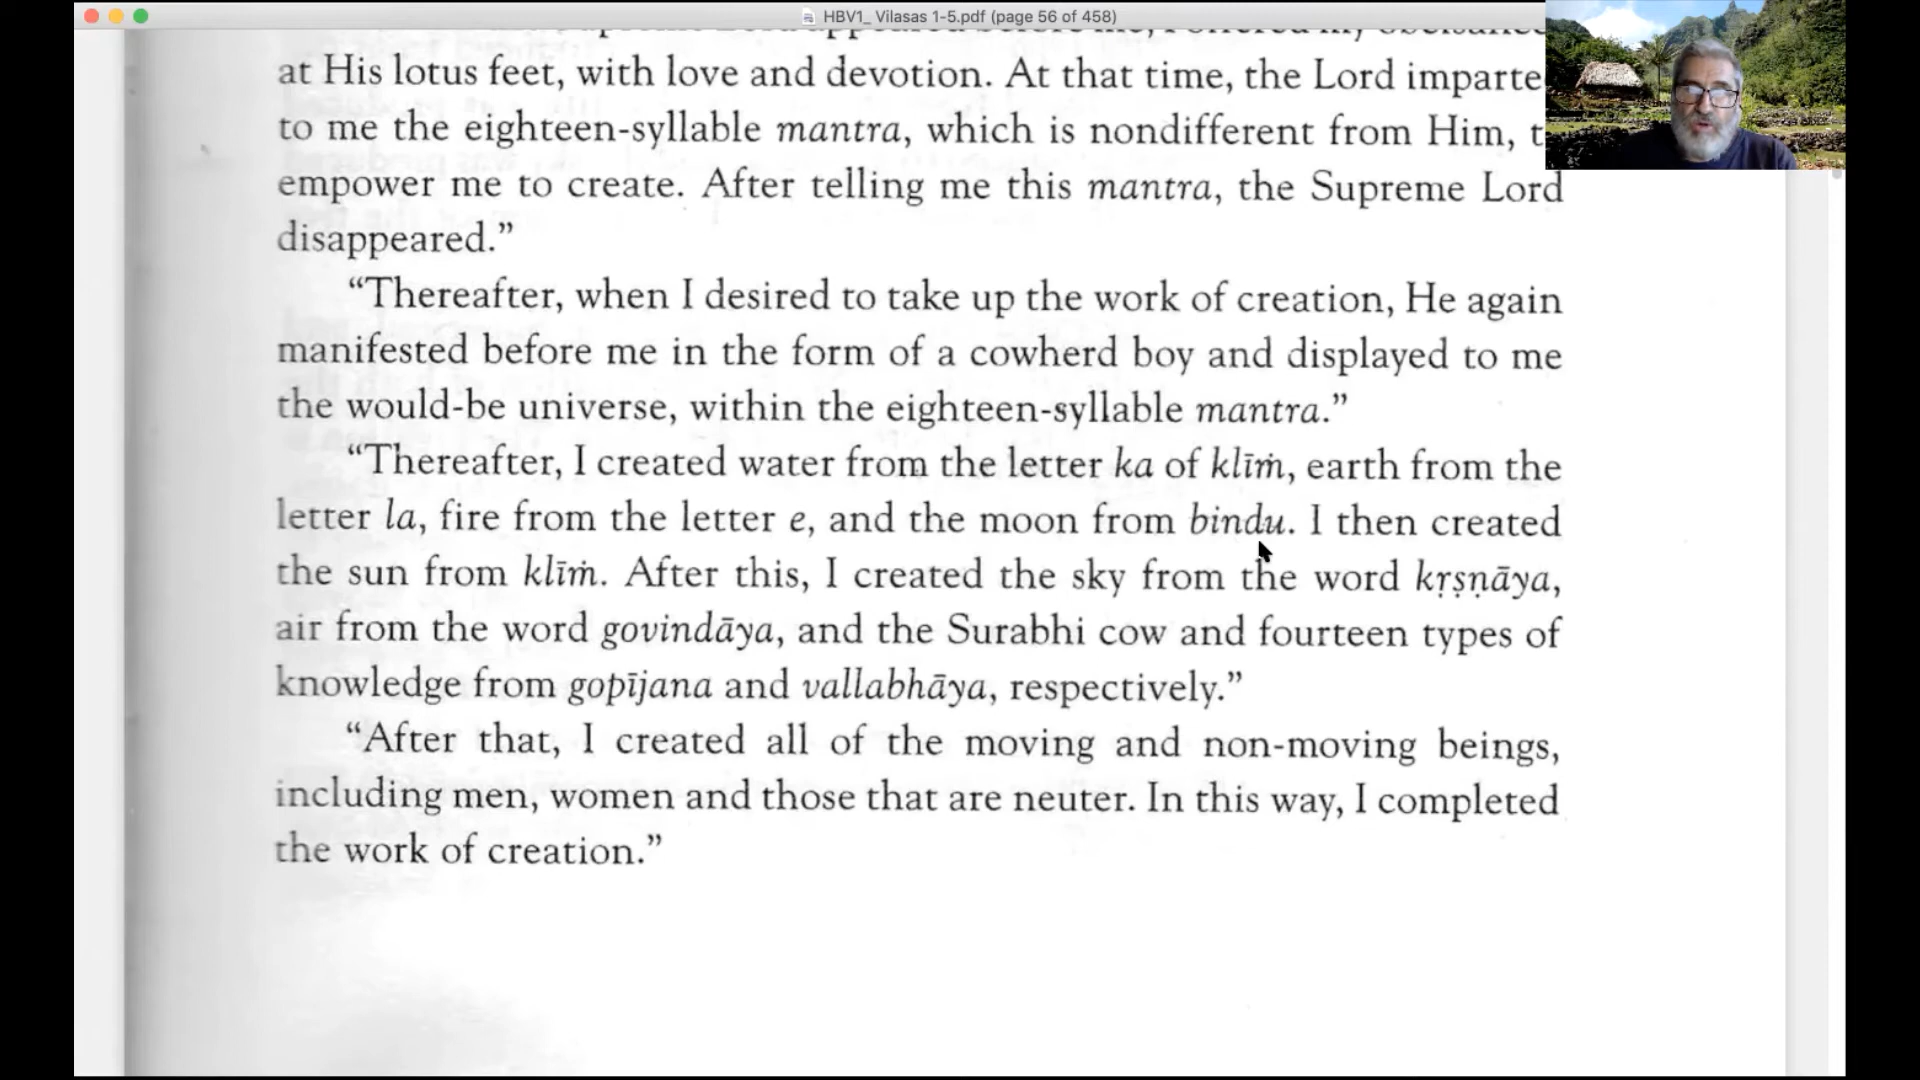 HBV1_ Vilasas 1-5.pdf (page 56 of 458)
at His lotus feet, with love and devotion. At that time, the Lord
to me the eighteen-syllable mantra, which is nondifferent from Him,
empower me to create. After telling me this mantra, the Supreme Lord
disappeared.”
“Thereafter, when I desired to take up the work of creation, He again
manifested before me in the form of a cowherd boy and displayed to me
the would-be universe, within the eighteen-syllable mantra.”
“Thereafter, I created water from the letter ka of klīṁ, earth from the
letter la, fire from the letter e, and the moon from bindu. I then created
the sun from klīṁ. After this, I created the sky from the word kṛṣṇāya,
air from the word govindāya, and the Surabhi cow and fourteen types of
knowledge from gopījana and vallabhāya, respectively.”
“After that, I created all of the moving and non-moving beings,
including men, women and those that are neuter. In this way, I completed
the work of creation.”